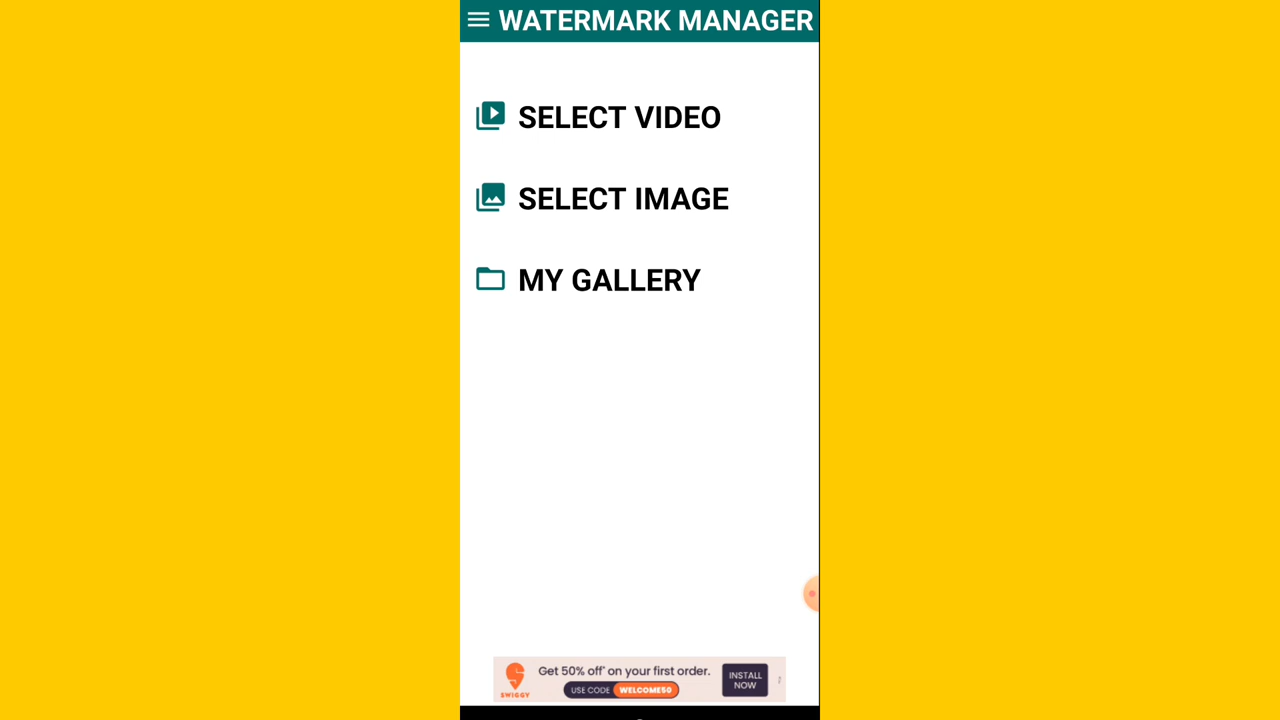 WATERMARK MANAGER
SELECT VIDEO
SELECT IMAGE
MY GALLERY
Get 50% off* on your first order.
USE CODE WELCOME50
SWIGGY
INSTALL
NOW